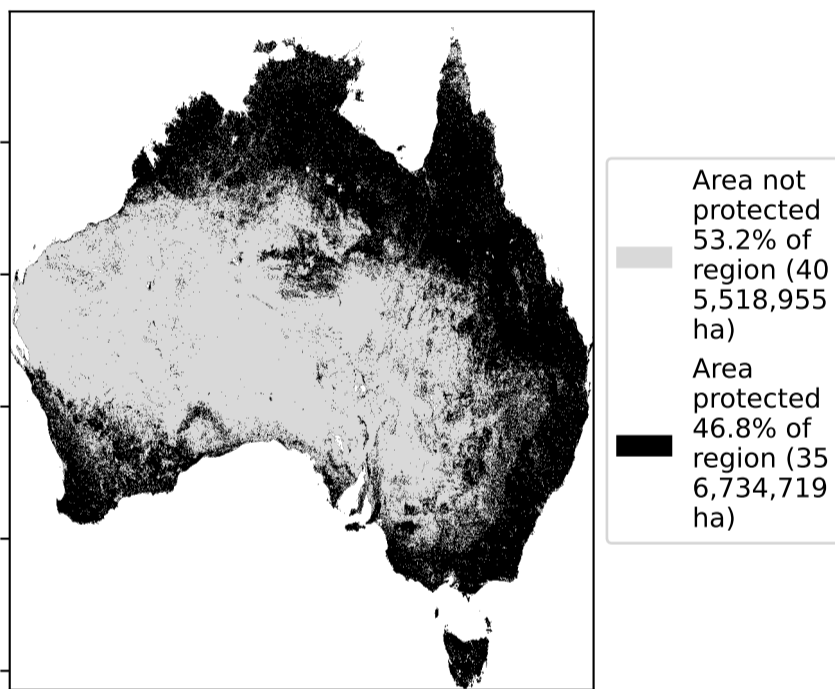 Area not
protected
53.2% of
region (40
5,518,955
ha)
Area
protected
46.8% of
region (35
6,734,719
ha)